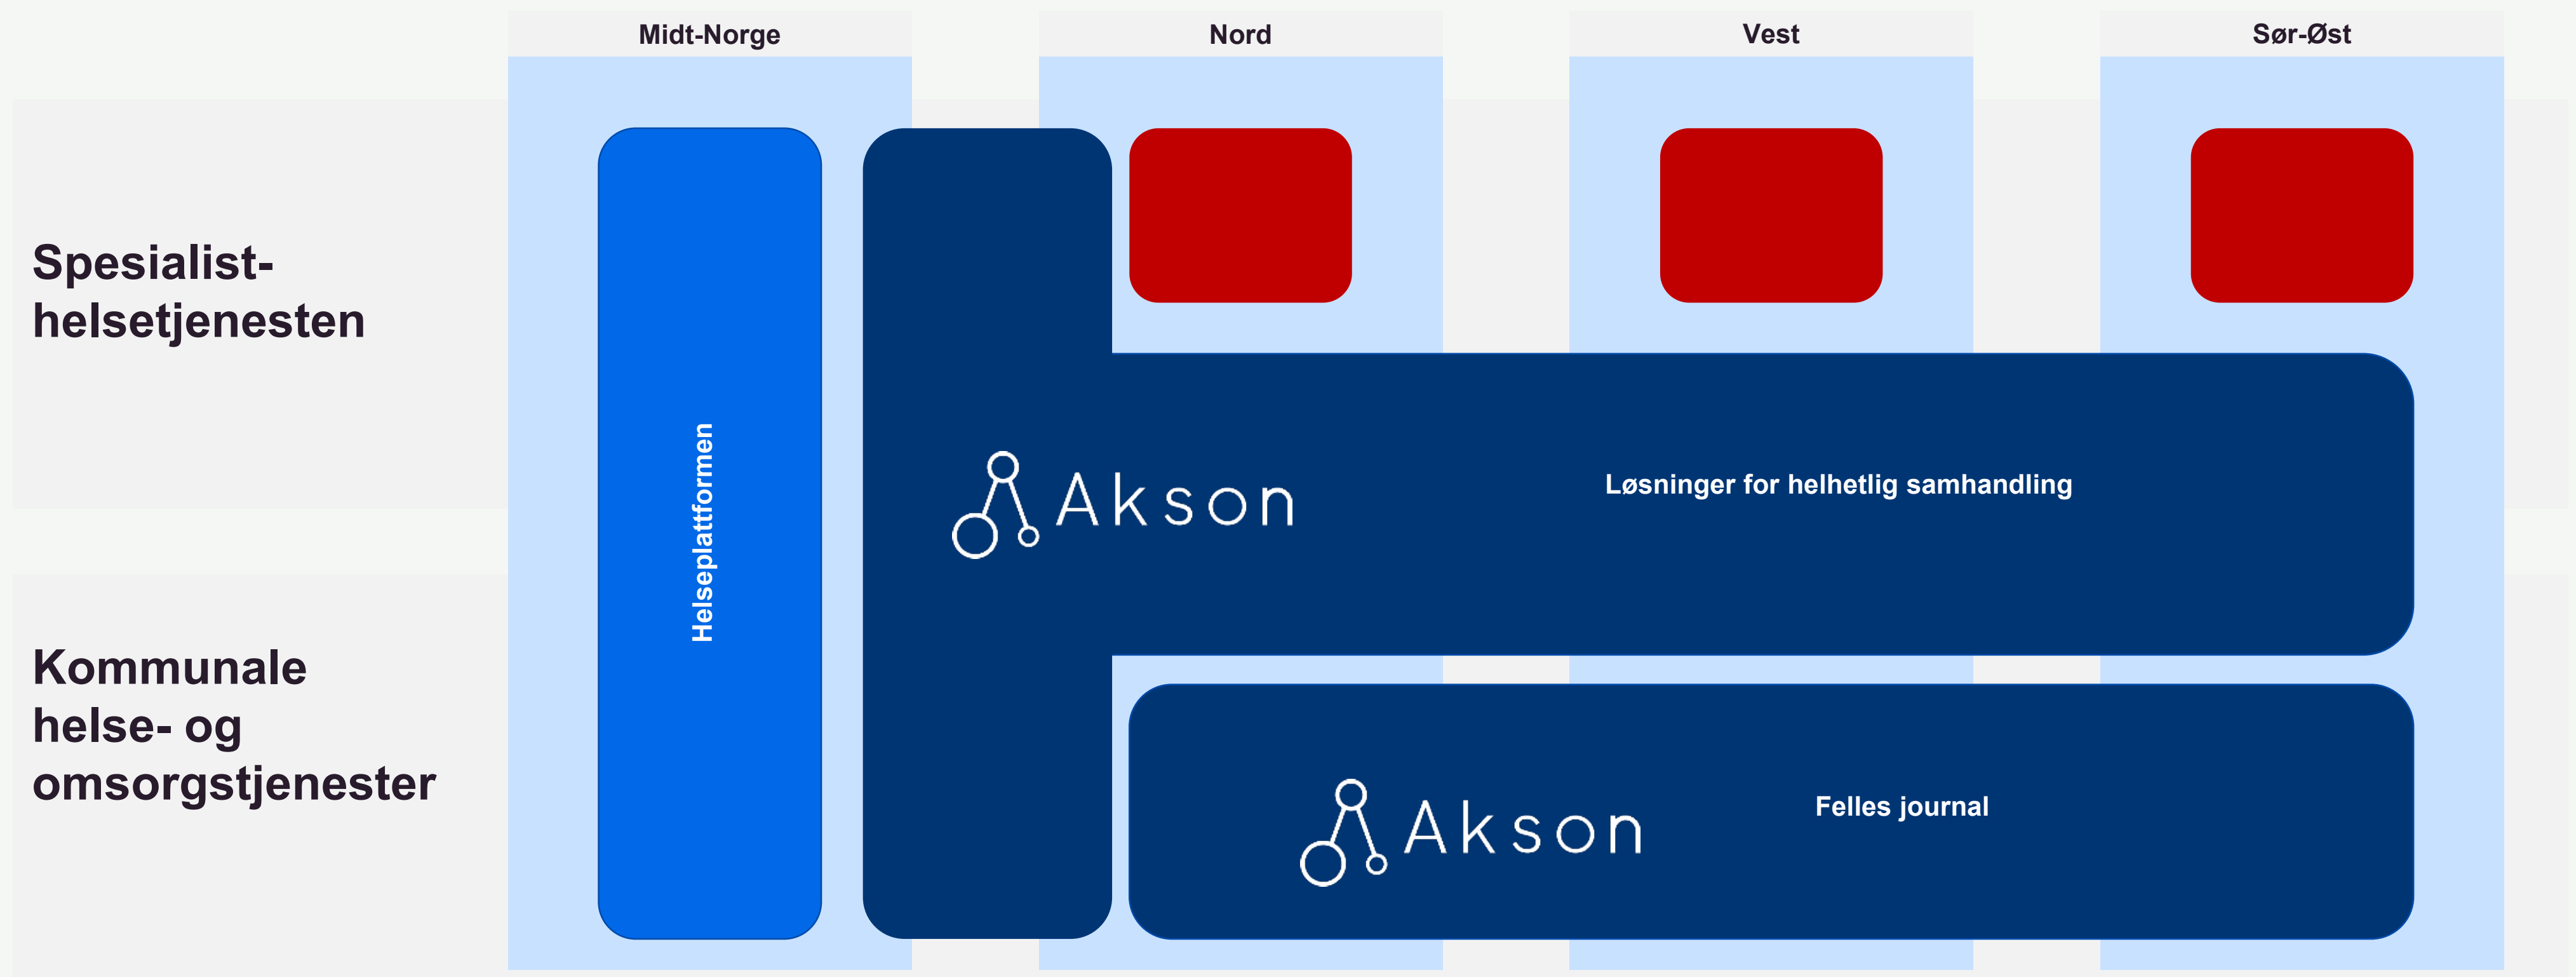 Midt-Norge
Nord
Vest
Sør-Øst
Spesialist-
helsetjenesten
Helseplattformen
Akson
Løsninger for helhetlig samhandling
Kommunale
helse- og
omsorgstjenester
Akson
Felles journal